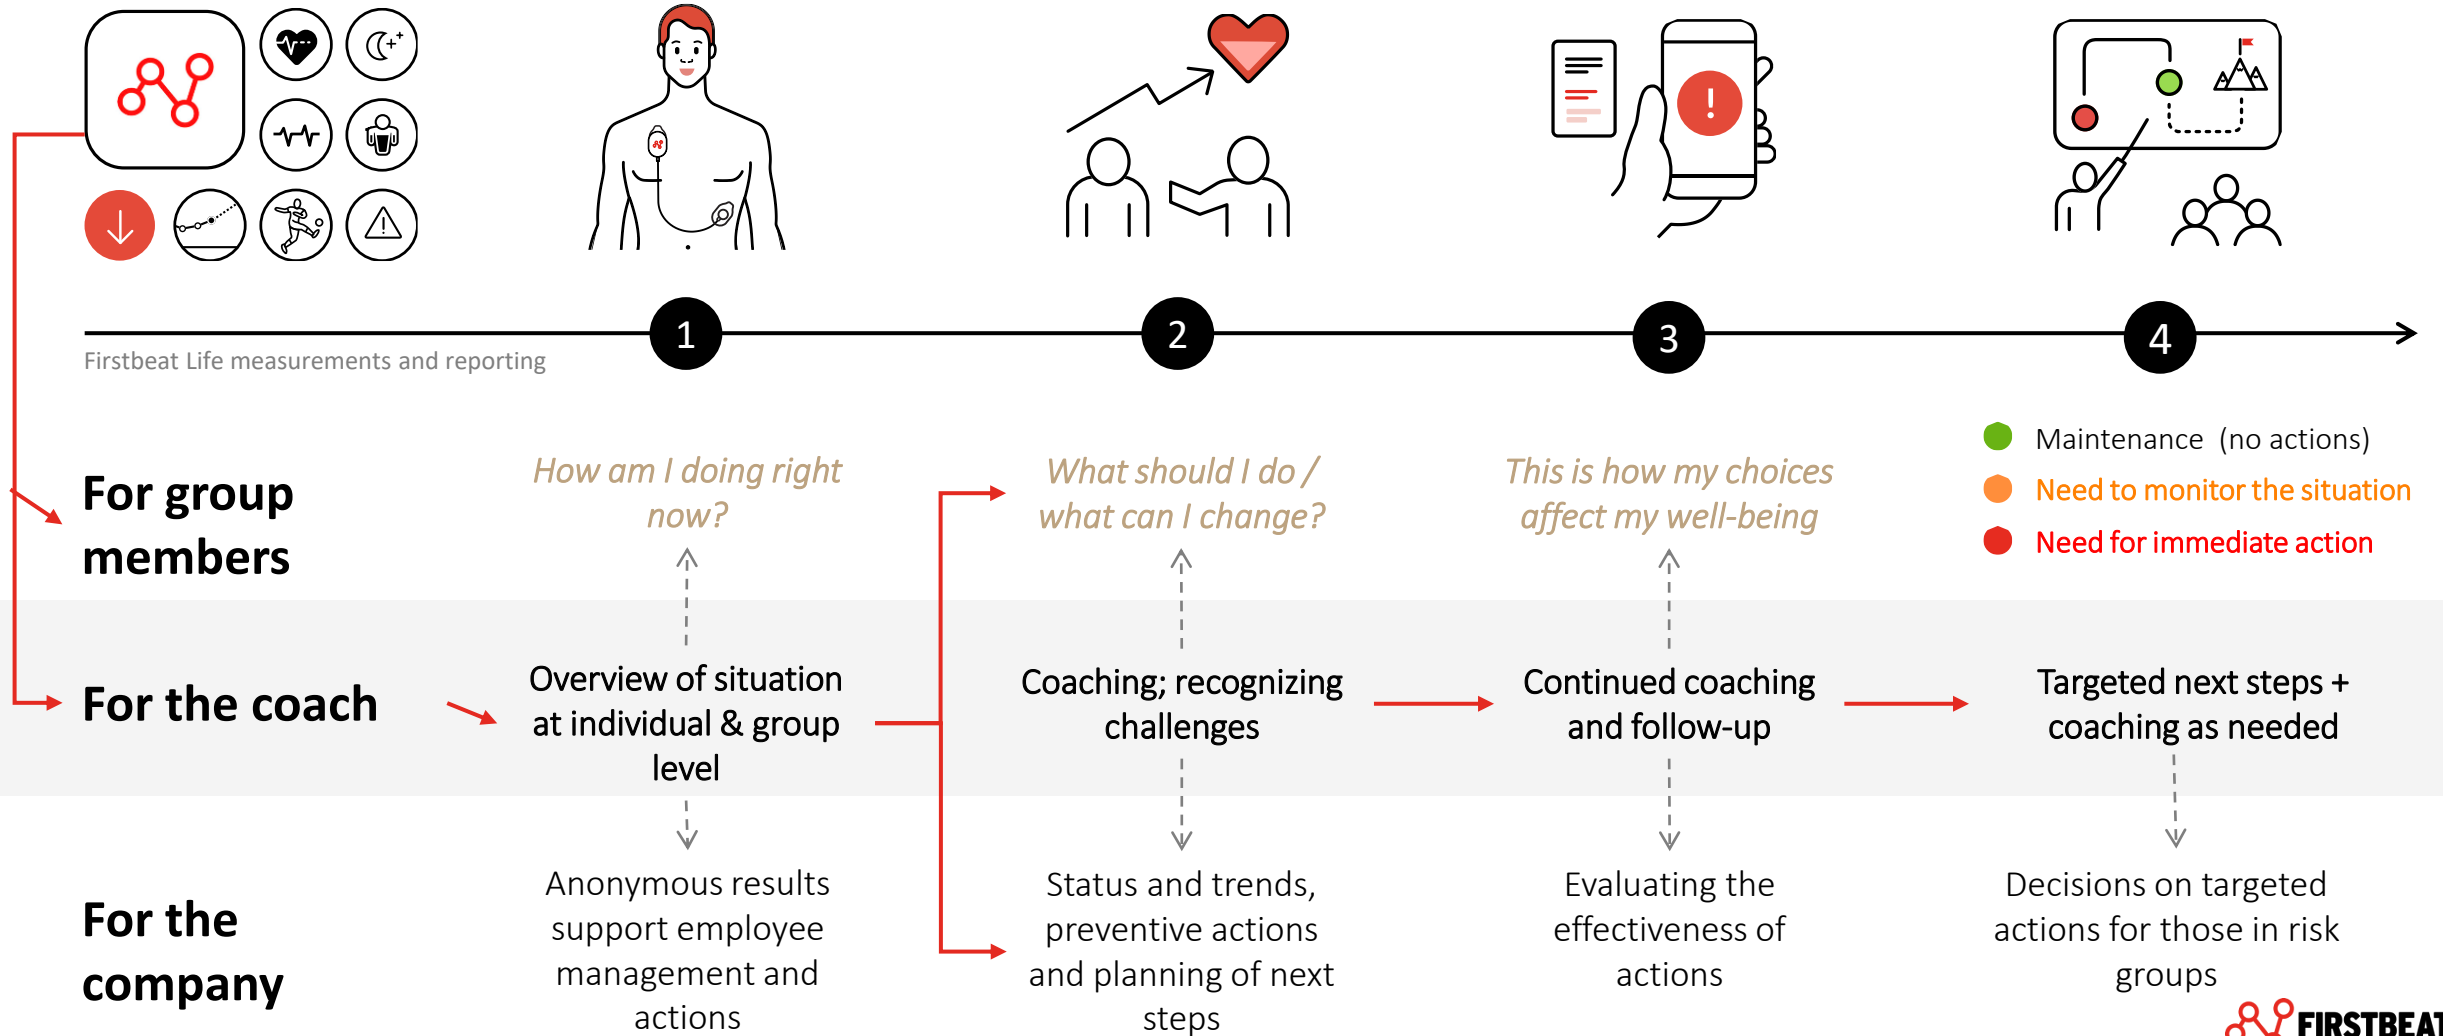 1
2
3
4
Firstbeat Life measurements and reporting
Maintenance (no actions)
Need to monitor the situation
Need for immediate action
For group
members
How am I doing right
now?
What should I do /
what can I change?
This is how my choices
affect my well-being
For the coach
Overview of situation
at individual & group
level
Coaching; recognizing
challenges
Continued coaching
and follow-up
Targeted next steps +
coaching as needed
For the
company
Anonymous results
support employee
management and
actions
Status and trends,
preventive actions
and planning of next
steps
Evaluating the
effectiveness of
actions
Decisions on targeted
actions for those in risk
groups
FIRSTBEAT